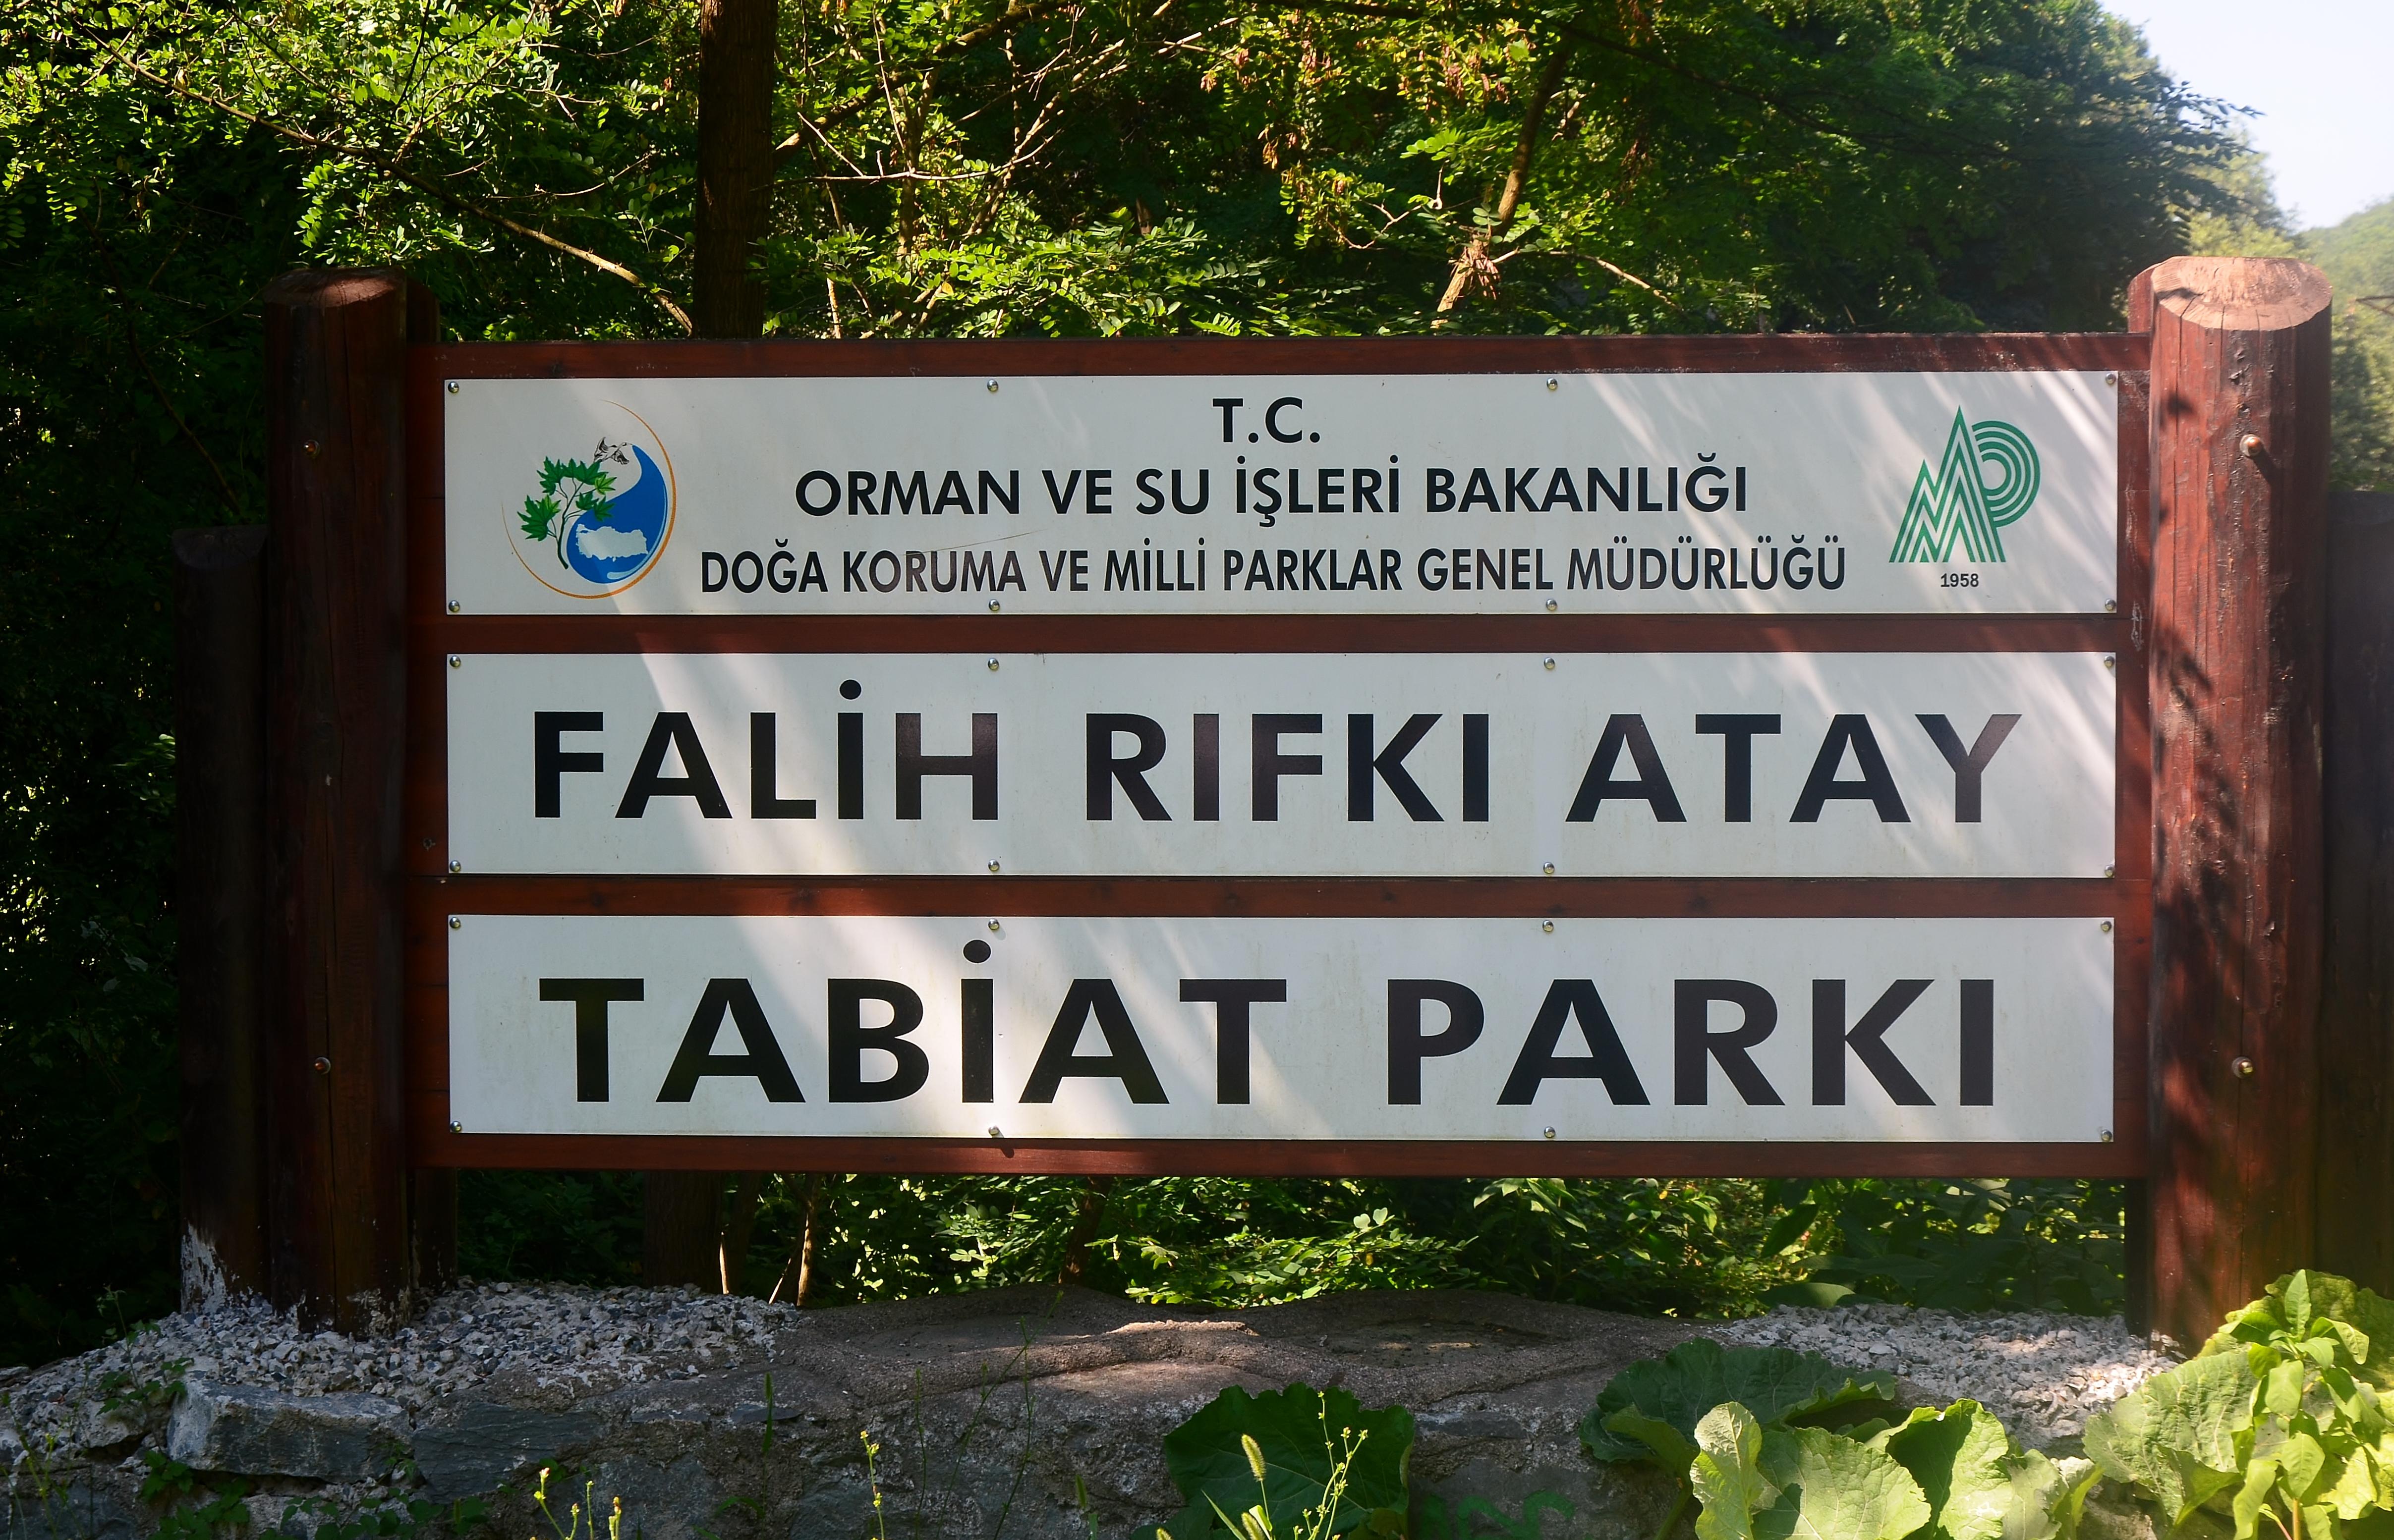 T.C.
ORMAN VE SU İŞLERİ BAKANLIĞI
DOĞA KORUMA VE MİLLİ PARKLAR GENEL MÜDÜRLÜĞÜ
MP
1958
FALİH RIFKI ATAY
TABİAT PARKI